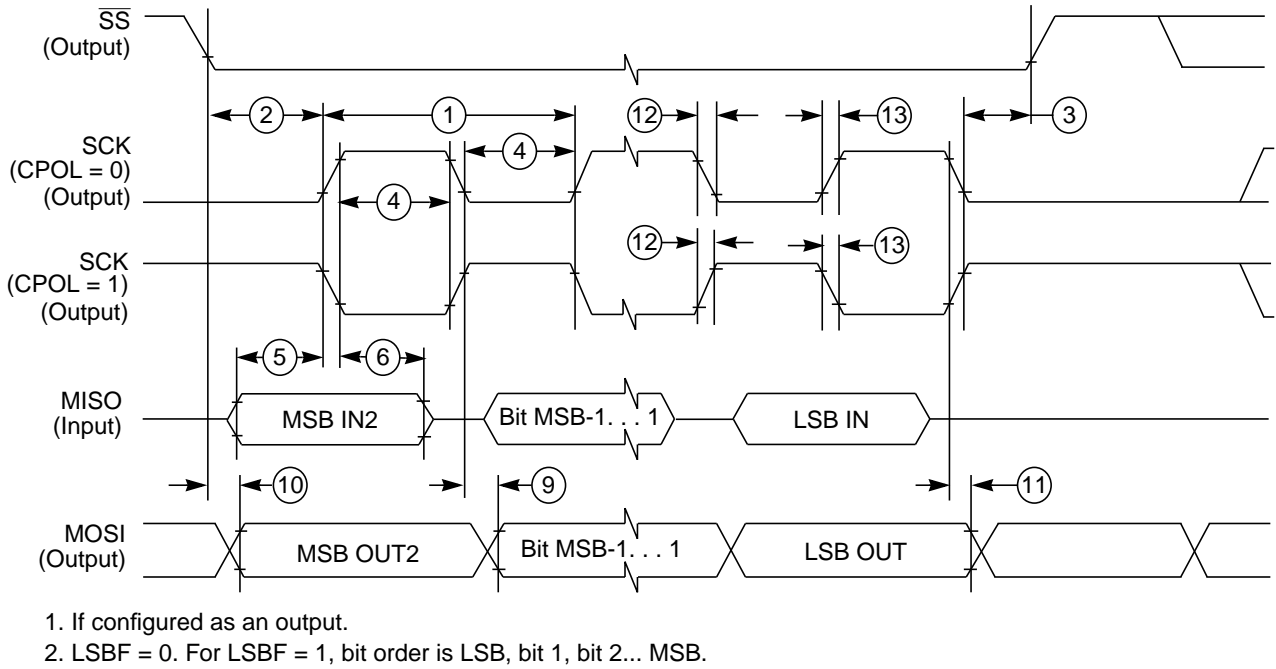 SS
(Output)
2
1
12
13
3
SCK
(CPOL = 0)
(Output)
4
4
SCK
(CPOL = 1)
(Output)
12
13
5
6
MISO
(Input)
MSB IN2
Bit MSB-1. . . 1
LSB IN
10
9
11
MOSI
(Output)
MSB OUT2
Bit MSB-1. . . 1
LSB OUT
1. If configured as an output.
2. LSBF = 0. For LSBF = 1, bit order is LSB, bit 1, bit 2... MSB.